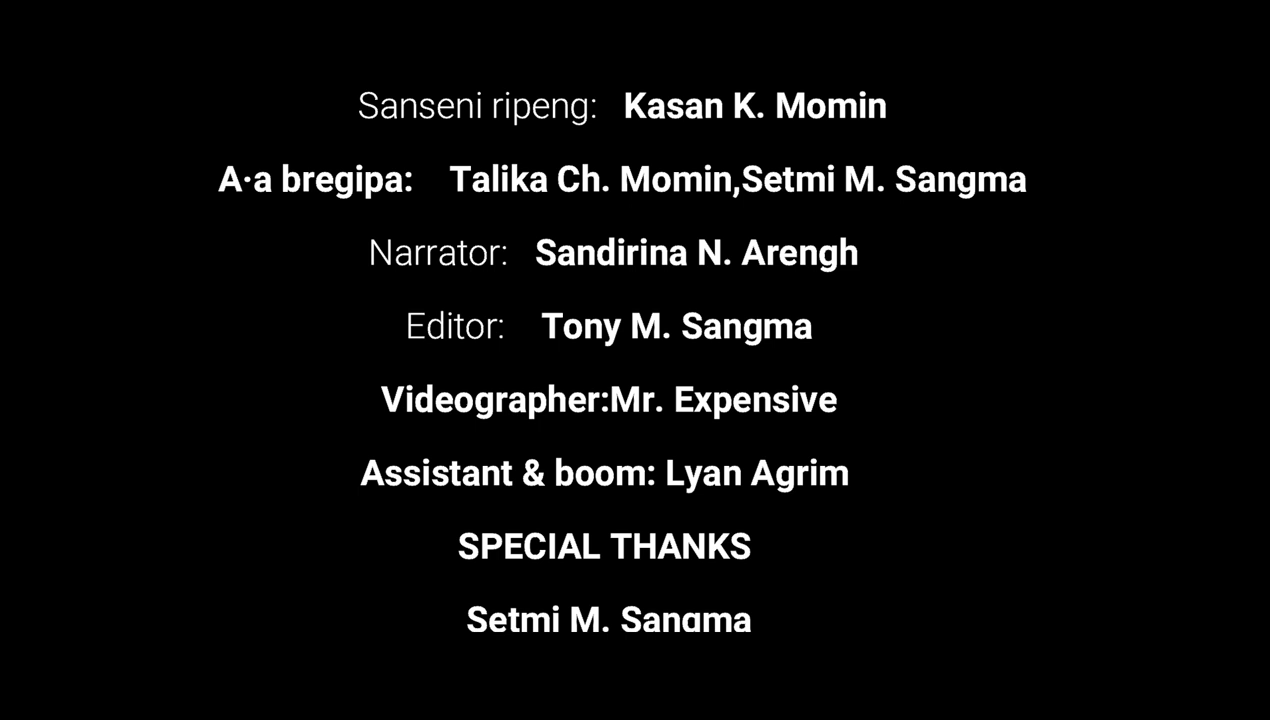 Sanseni ripeng: Kasan K. Momin
A·a bregipa: Talika Ch. Momin,Setmi M. Sangma
Narrator: Sandirina N. Arengh
Editor: Tony M. Sangma
Videographer:Mr. Expensive
Assistant & boom: Lyan Agrim
SPECIAL THANKS
Setmi M. Sangma